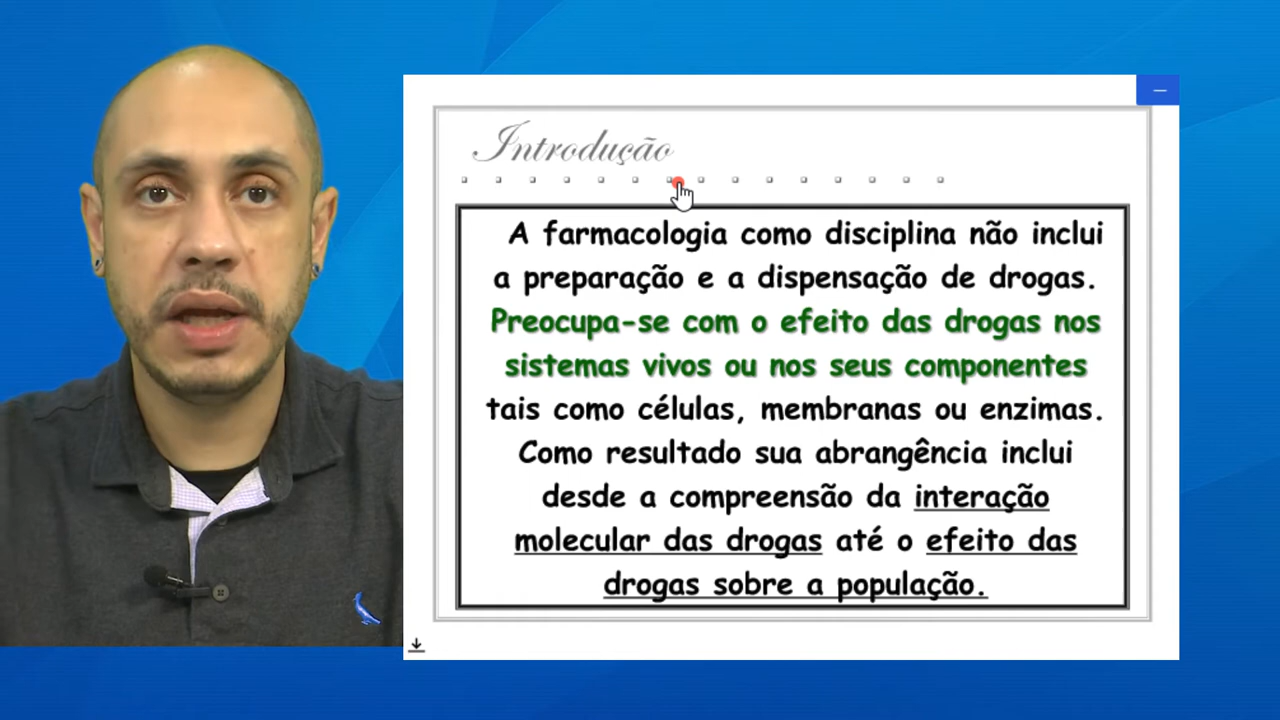 Introdução
A farmacologia como disciplina não inclui
a preparação e a dispensação de drogas.
Preocupa-se com o efeito das drogas nos
sistemas vivos ou nos seus componentes
tais como células, membranas ou enzimas.
Como resultado sua abrangência inclui
desde a compreensão da interação
molecular das drogas até o efeito das
drogas sobre a população.